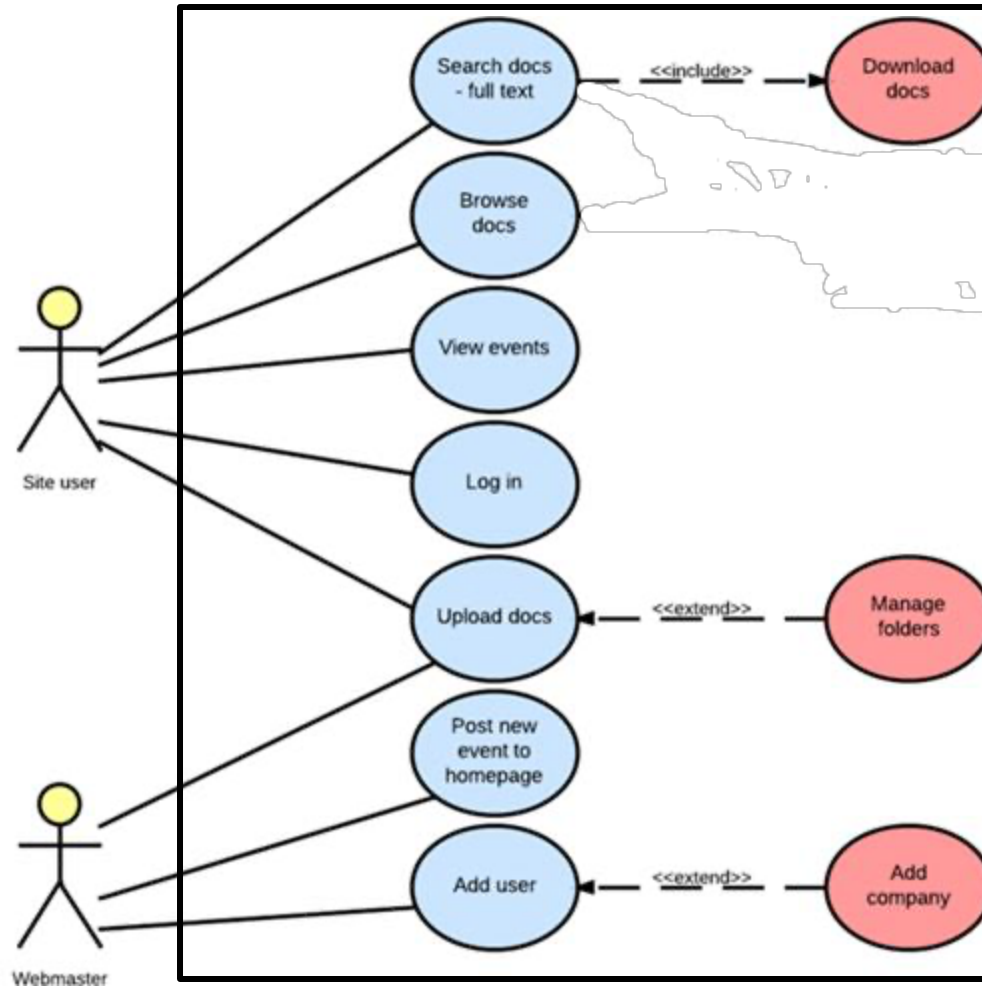 Search docs
- full text
<<include>>
Download
docs
Browse
docs
View events
Site user
Log in
Upload docs
<<extend>>
Manage
folders
Post new
event to
homepage
Add user
<<extend>>
Add
company
Webmaster